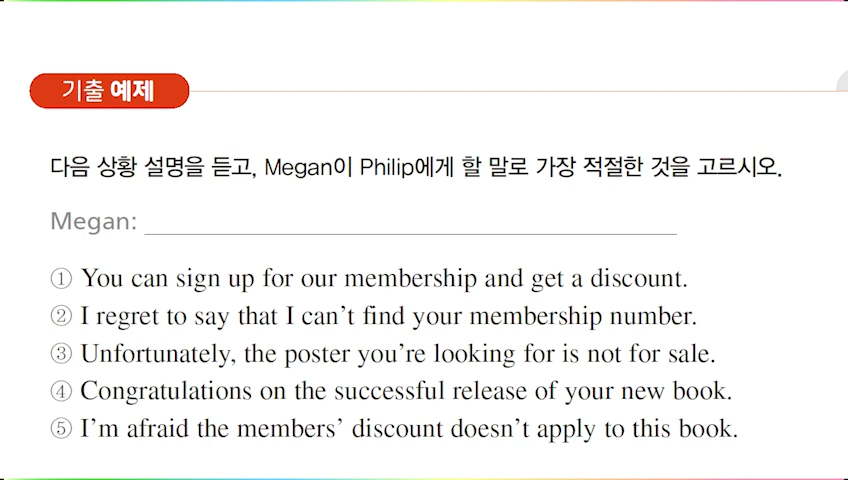 기출 예제
다음 상황 설명을 듣고, Megan이 Philip에게 할 말로 가장 적절한 것을 고르시오.
Megan:
① You can sign up for our membership and get a discount.
② I regret to say that I can't find your membership number.
③ Unfortunately, the poster you're looking for is not for sale.
④ Congratulations on the successful release of your new book.
⑤ I'm afraid the members' discount doesn't apply to this book.